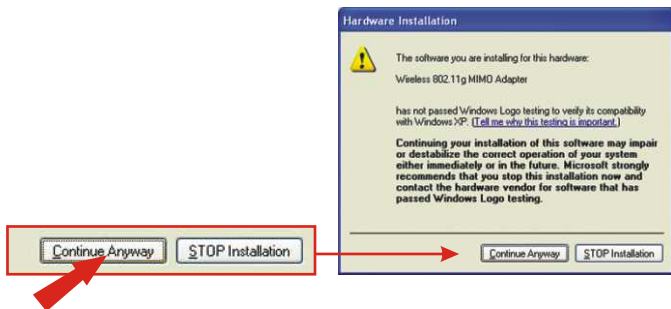 Hardware Installation
The software you are installing for this hardware:
Wireless 802.11g MIMO Adapter
has not passed Windows Logo testing to verify its compatibility
with Windows XP. (Tell me why this testing is important.)
Continuing your installation of this software may impair
or destabilize the correct operation of your system
either immediately or in the future. Microsoft strongly
recommends that you stop this installation now and
contact the hardware vendor for software that has
passed Windows Logo testing.
Continue Anyway STOP Installation
Continue Anyway STOP Installation